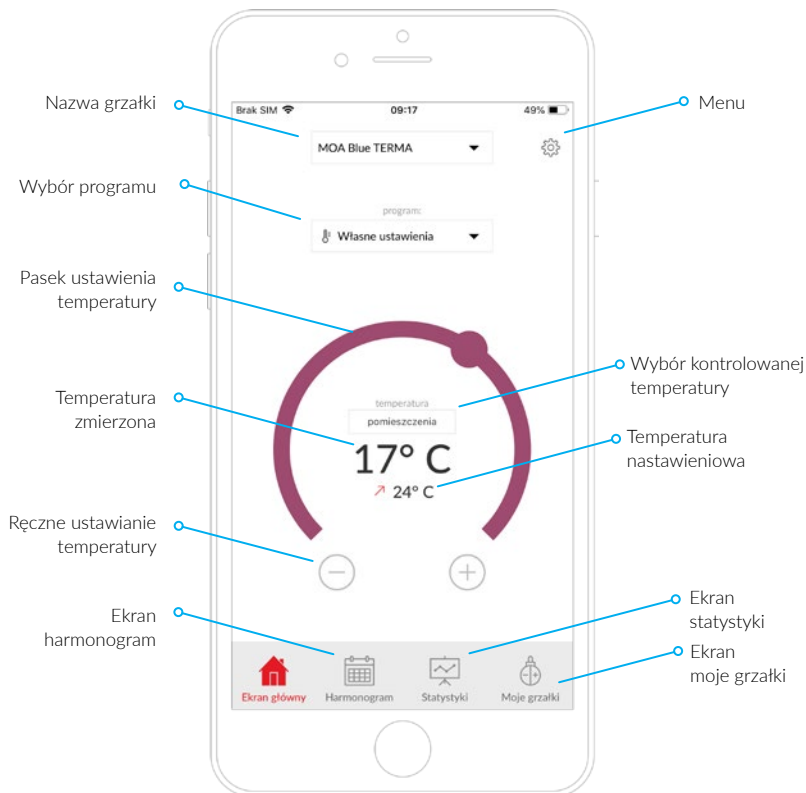 Nazwa grzałki
Brak SIM
09:17
49%
Menu
MOA Blue TERMA
Wybór programu
program:
Własne ustawienia
Pasek ustawienia
temperatury
Wybór kontrolowanej
temperatury
Temperatura
zmierzona
temperatura
pomieszczenia
17° C
24° C
Temperatura
nastawieniowa
Ręczne ustawianie
temperatury
Ekran
harmonogram
Ekran
statystyki
Ekran
moje grzałki
Ekran główny
Harmonogram
Statystyki
Moje grzałki